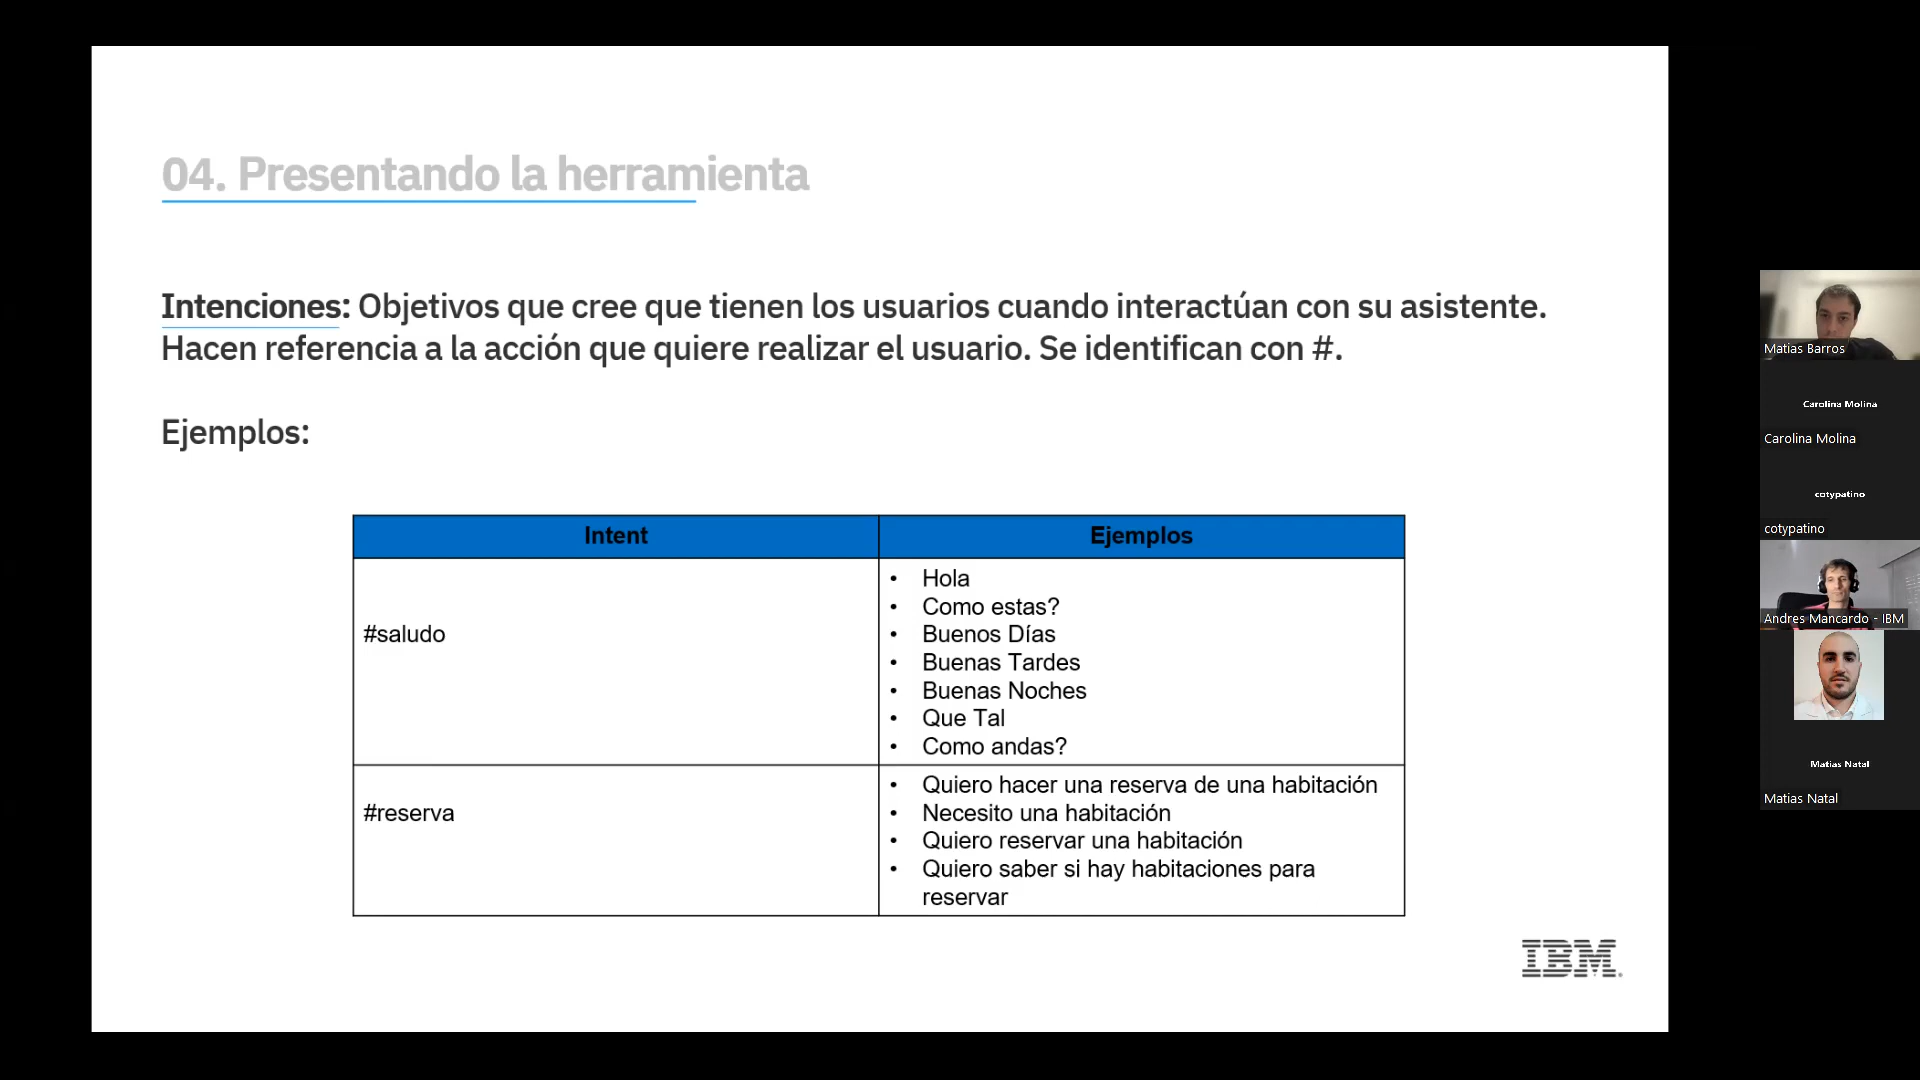 04. Presentando la herramienta
Intenciones: Objetivos que cree que tienen los usuarios cuando interactúan con su asistente.
Hacen referencia a la acción que quiere realizar el usuario. Se identifican con #.
Ejemplos:
Intent
Ejemplos
#saludo
• Hola
• Como estas?
• Buenos Días
• Buenas Tardes
• Buenas Noches
• Que Tal
• Como andas?
#reserva
• Quiero hacer una reserva de una habitación
• Necesito una habitación
• Quiero reservar una habitación
• Quiero saber si hay habitaciones para
reservar
IBM
Matias Barros
Carolina Molina
Carolina Molina
cotypatino
cotypatino
Andres Mancardo - IBM
Matias Natal
Matias Natal